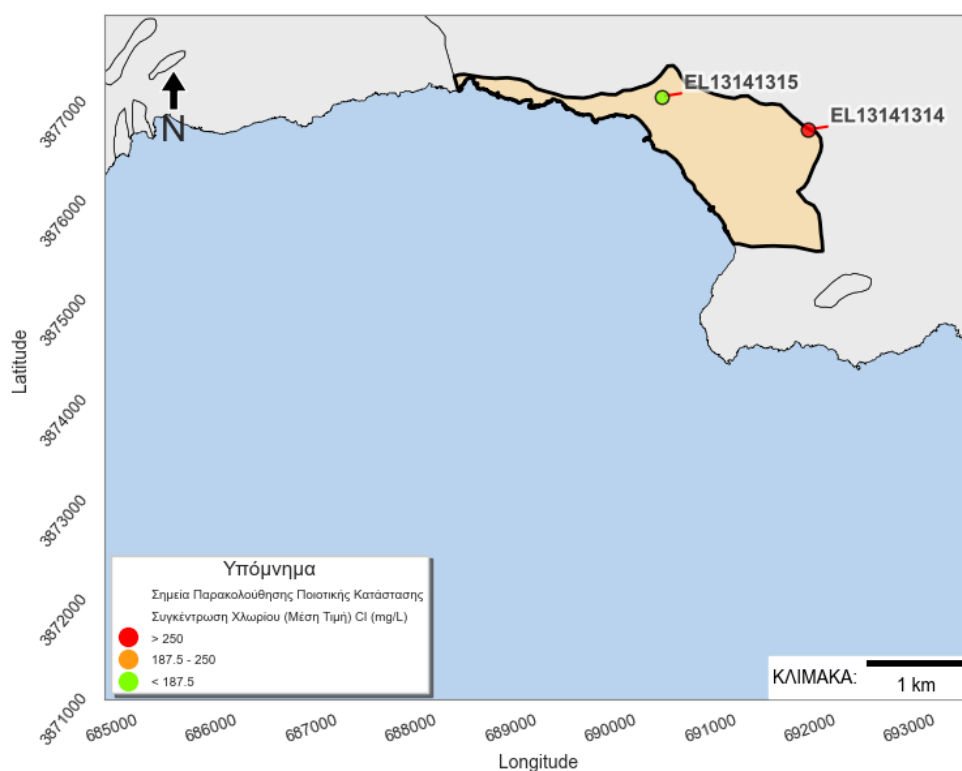 EL13141315
EL13141314
N
3877000
3876000
3875000
3874000
3873000
3872000
3871000
Latitude
Υπόμνημα
Σημεία Παρακολούθησης Ποιοτικής Κατάστασης
Συγκέντρωση Χλωρίου (Μέση Τιμή) Cl (mg/L)
> 250
187.5 - 250
< 187.5
ΚΛΙΜΑΚΑ:
1 km
685000
686000
687000
688000
689000
690000
691000
692000
693000
Longitude